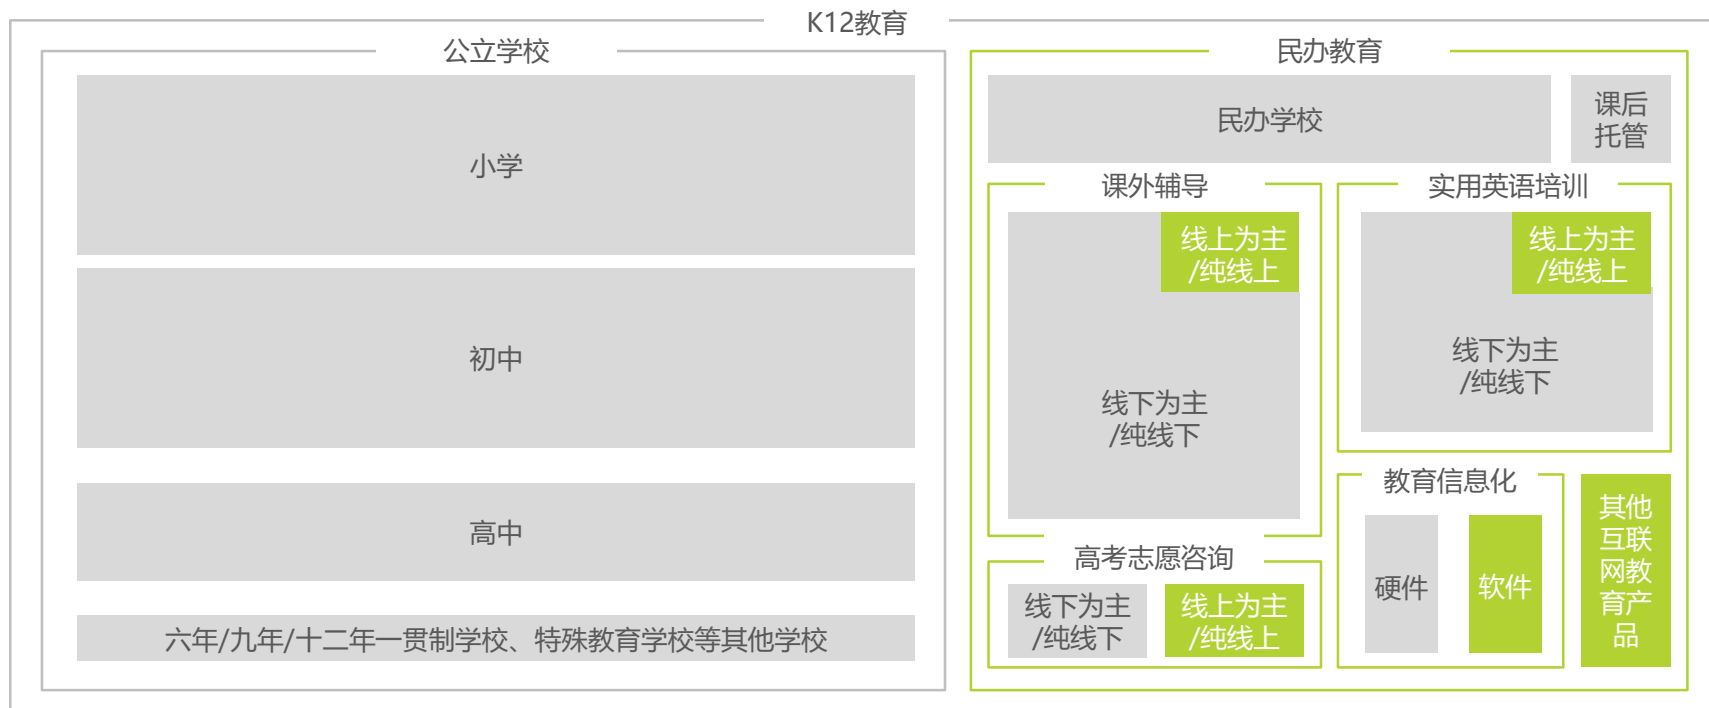 K12教育
公立学校
小学
初中
高中
六年/九年/十二年一贯制学校、特殊教育学校等其他学校
民办教育
民办学校
课后
托管
课外辅导
线上为主
/纯线上
线下为主
/纯线下
实用英语培训
线上为主
/纯线上
线下为主
/纯线下
高考志愿咨询
线下为主
/纯线下
线上为主
/纯线上
教育信息化
硬件
软件
其他
互联
网教
育产
品